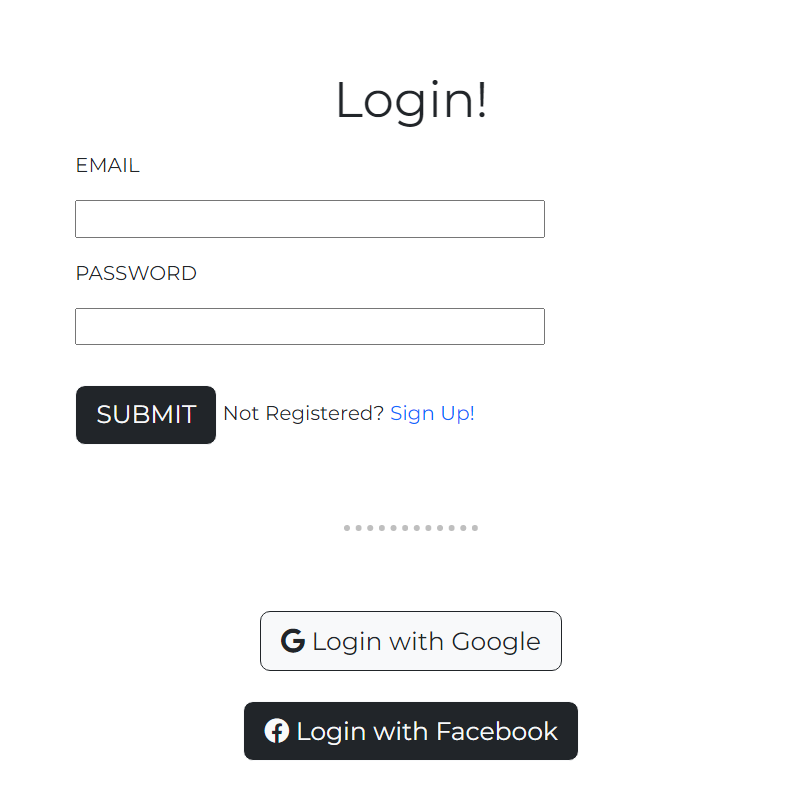 Login!
EMAIL
PASSWORD
SUBMIT Not Registered? Sign Up!
Login with Google
Login with Facebook